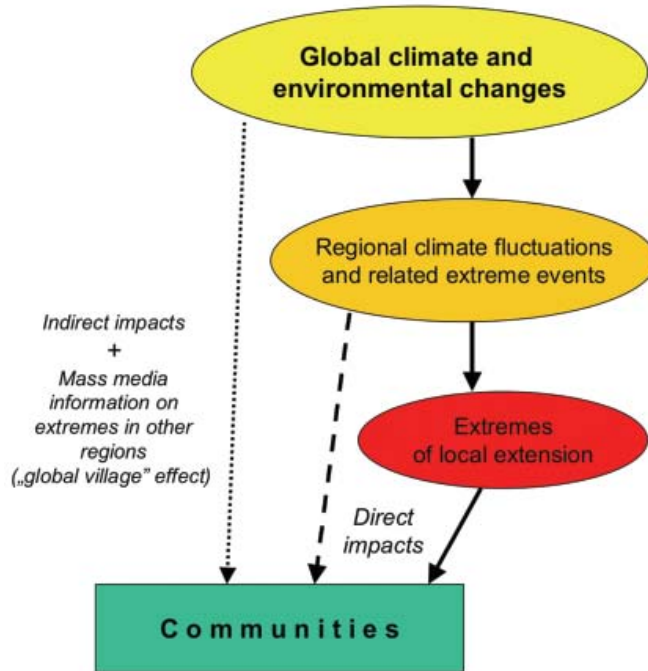 Global climate and
environmental changes
Regional climate fluctuations
and related extreme events
Indirect impacts
+
Mass media
information on
extremes in other
regions
(„global village” effect)
Extremes
of local extension
Direct
impacts
Communities